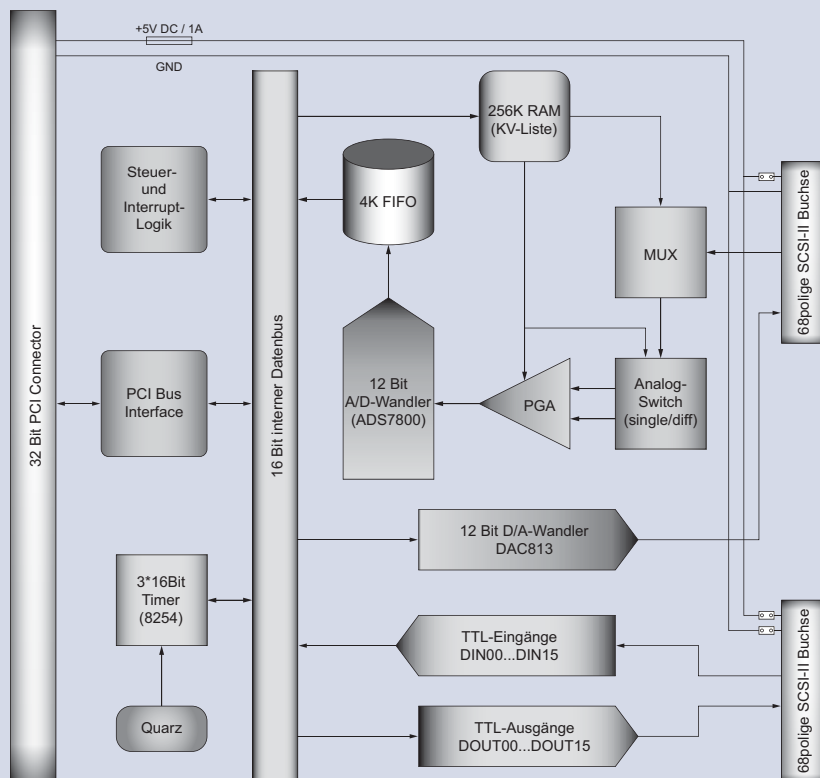 +5V DC / 1A
GND
32 Bit PCI Connector
16 Bit interner Datenbus
Steuer-
und
Interrupt-
Logik
PCI Bus
Interface
3*16Bit
Timer
(8254)
Quarz
256K RAM
(KV-Liste)
4K FIFO
MUX
12 Bit
A/D-Wandler
(ADS7800)
PGA
Analog-
Switch
(single/diff)
12 Bit D/A-Wandler
DAC813
TTL-Eingänge
DIN00...DIN15
TTL-Ausgänge
DOUT00...DOUT15
68polige SCSI-II Buchse
68polige SCSI-II Buchse